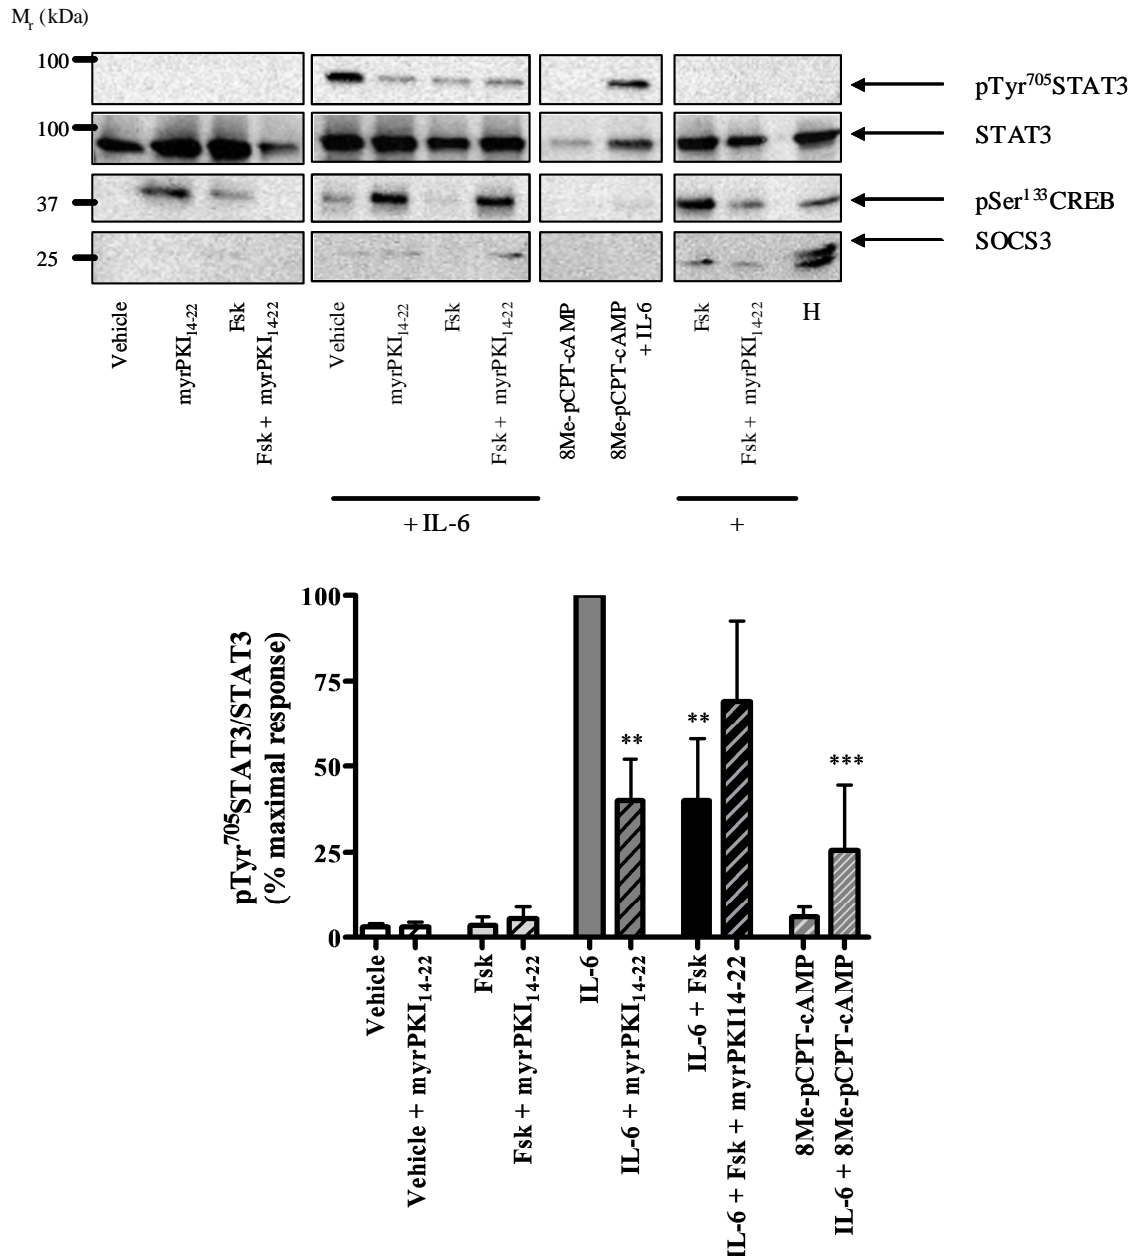 Mr (kDa)
100
pTyr705STAT3
100
STAT3
37
pSer133CREB
SOCS3
25
Vehicle
myrPKI14-22
Fsk
Fsk + myrPKI14-22
Vehicle
myrPKI14-22
Fsk
Fsk + myrPKI14-22
8Me-pCPT-cAMP
8Me-pCPT-cAMP
+ IL-6
Fsk
Fsk + myrPKI14-22
H
+ IL-6
+
pTyr705STAT3/STAT3
(% maximal response)
100
75
50
25
0
**
**
***
Vehicle
Vehicle + myrPKI14-22
Fsk
Fsk + myrPKI14-22
IL-6
IL-6 + myrPKI14-22
IL-6 + Fsk
IL-6 + Fsk + myrPKI14-22
8Me-pCPT-cAMP
IL-6 + 8Me-pCPT-cAMP